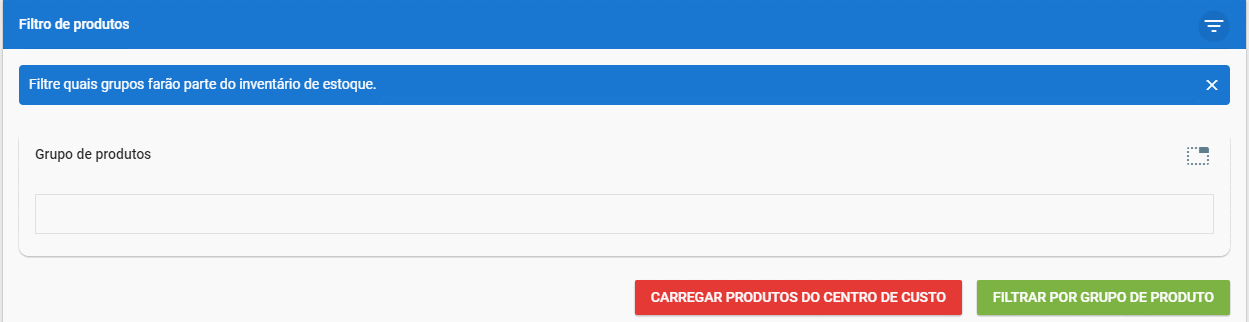 Filtro de produtos
Filtre quais grupos farão parte do inventário de estoque.
Grupo de produtos
CARREGAR PRODUTOS DO CENTRO DE CUSTO
FILTRAR POR GRUPO DE PRODUTO